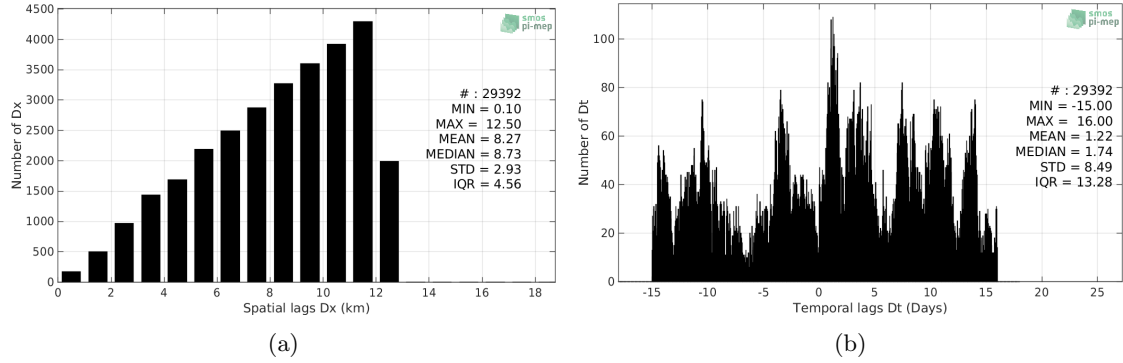 4500
4000
3500
3000
2500
2000
1500
1000
500
0
Number of Dx
0 2 4 6 8 10 12 14 16 18
Spatial lags Dx (km)
smos
pi-mep
# : 29392
MIN = 0.10
MAX = 12.50
MEAN = 8.27
MEDIAN = 8.73
STD = 2.93
IQR = 4.56
(a)
100
80
60
40
20
0
Number of Dt
-15 -10 -5 0 5 10 15 20 25
Temporal lags Dt (Days)
smos
pi-mep
# : 29392
MIN = -15.00
MAX = 16.00
MEAN = 1.22
MEDIAN = 1.74
STD = 8.49
IQR = 13.28
(b)